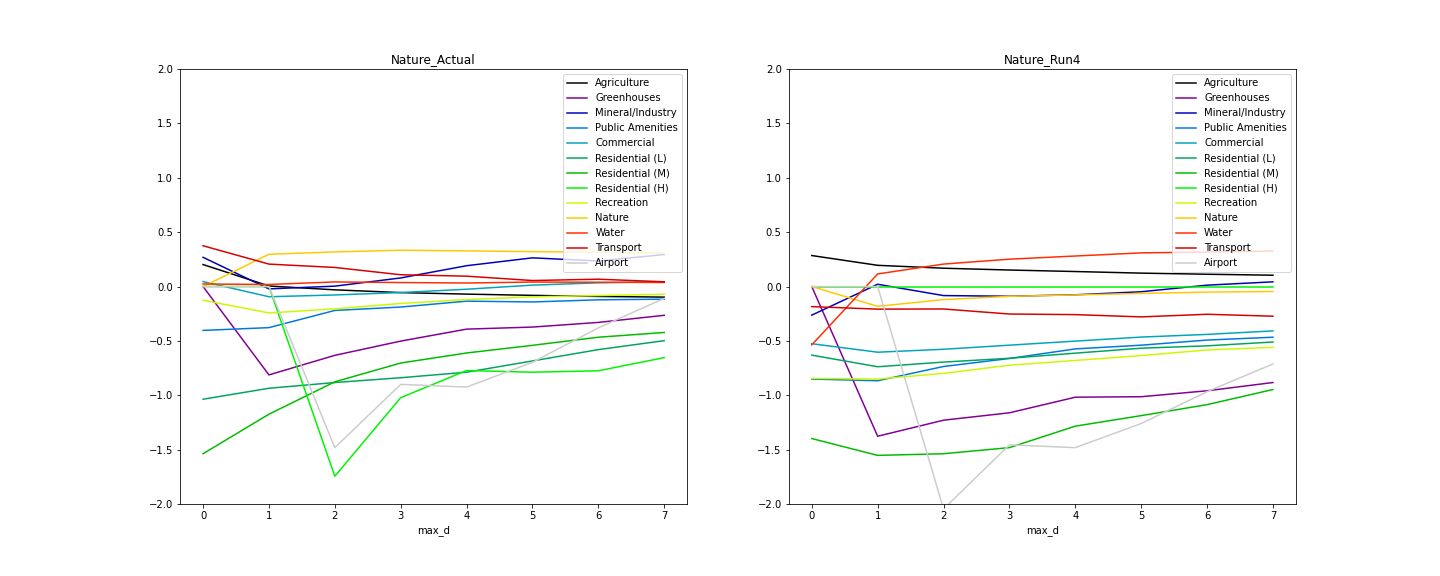 Nature_Actual
2.0
1.5
1.0
0.5
0.0
−0.5
−1.0
−1.5
−2.0
0 1 2 3 4 5 6 7
max_d
Agriculture
Greenhouses
Mineral/Industry
Public Amenities
Commercial
Residential (L)
Residential (M)
Residential (H)
Recreation
Nature
Water
Transport
Airport
Nature_Run4
2.0
1.5
1.0
0.5
0.0
−0.5
−1.0
−1.5
−2.0
0 1 2 3 4 5 6 7
max_d
Agriculture
Greenhouses
Mineral/Industry
Public Amenities
Commercial
Residential (L)
Residential (M)
Residential (H)
Recreation
Nature
Water
Transport
Airport